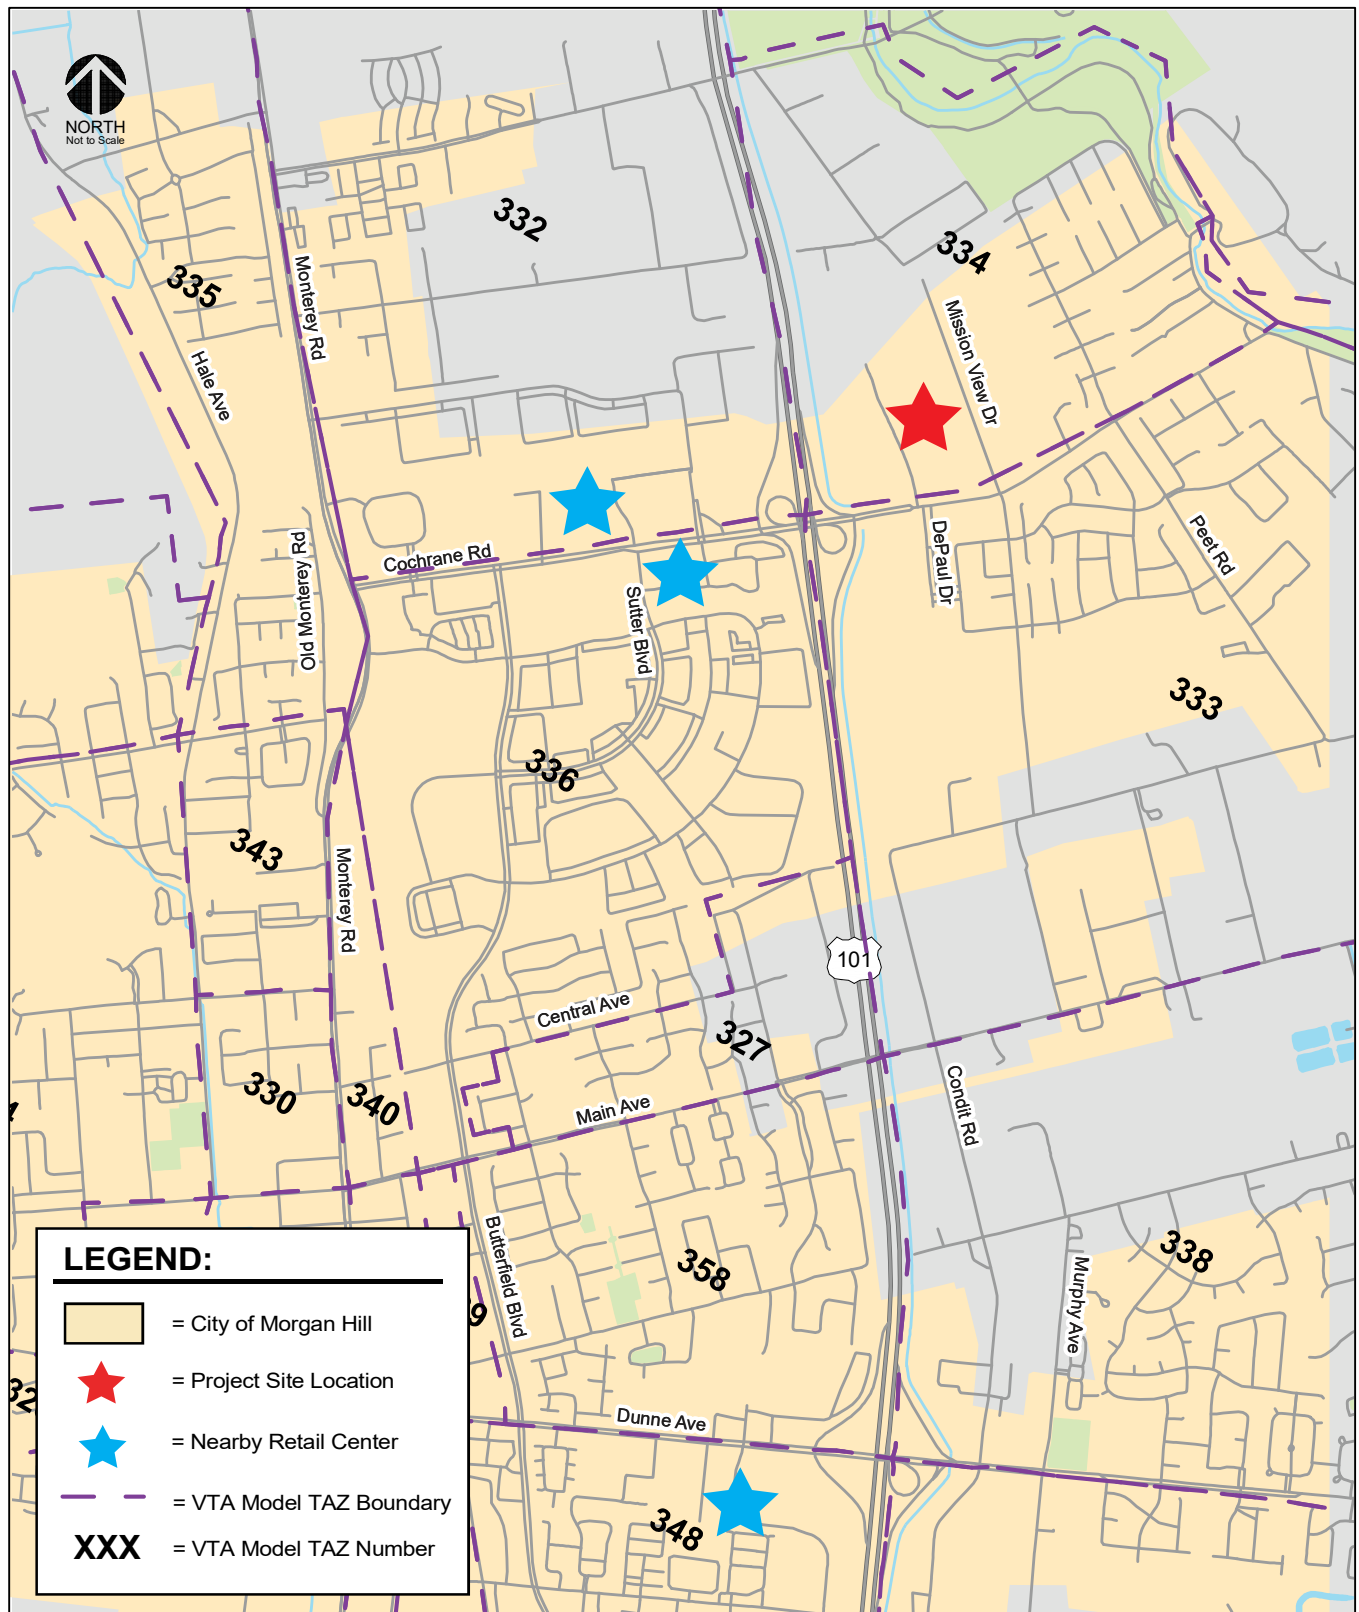 NORTH
Not to Scale
332
334
335
Monterey Rd
Mission View Dr
Hale Ave
Cochrane Rd
Old Monterey Rd
DePaul Dr
Peet Rd
Sutter Blvd
333
336
343
Monterey Rd
101
Central Ave
327
330
340
Main Ave
Condit Rd
4
Butterfield Blvd
358
338
Murphy Ave
9
32
Dunne Ave
348
LEGEND:
= City of Morgan Hill
= Project Site Location
= Nearby Retail Center
= VTA Model TAZ Boundary
XXX = VTA Model TAZ Number